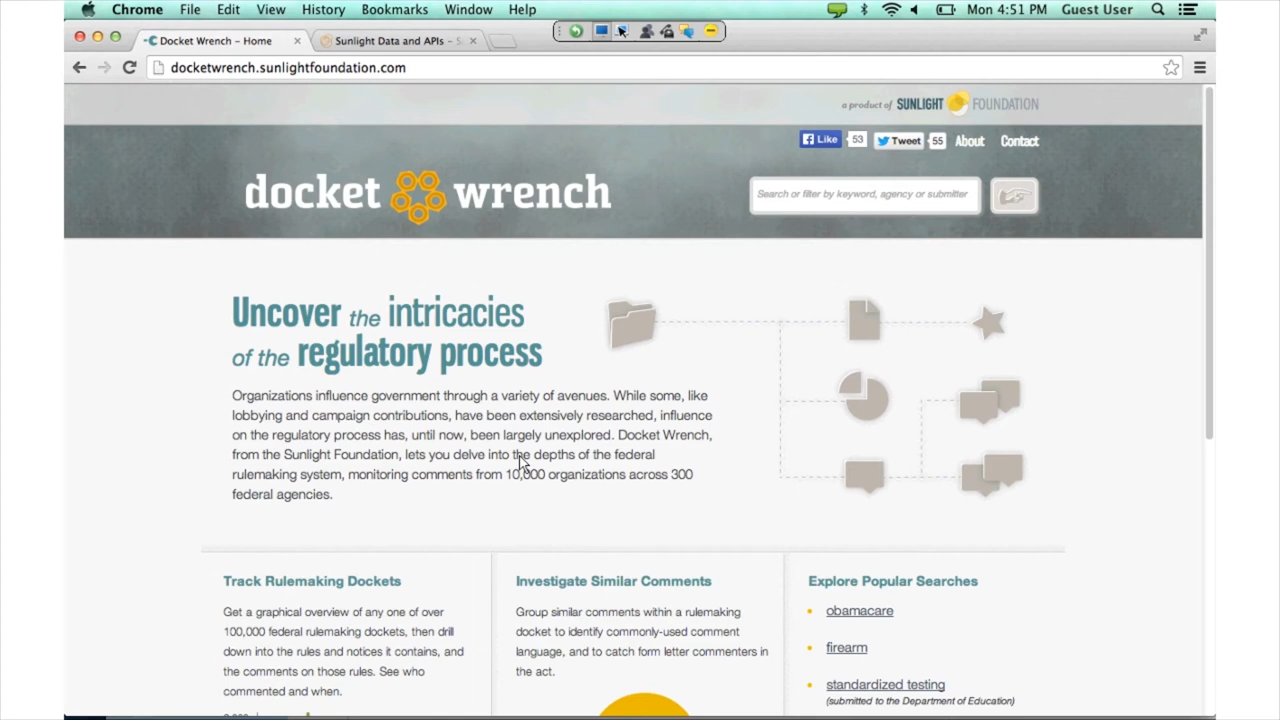 Chrome File Edit View History Bookmarks Window Help Mon 4:51 PM Guest User
Docket Wrench – Home Sunlight Data and APIs – S
docketwrench.sunlightfoundation.com
a product of SUNLIGHT FOUNDATION
Like 53 Tweet 55 About Contact
docket wrench
Search or filter by keyword, agency or submitter
Uncover the intricacies
of the regulatory process
Organizations influence government through a variety of avenues. While some, like
lobbying and campaign contributions, have been extensively researched, influence
on the regulatory process has, until now, been largely unexplored. Docket Wrench,
from the Sunlight Foundation, lets you delve into the depths of the federal
rulemaking system, monitoring comments from 10,000 organizations across 300
federal agencies.
Track Rulemaking Dockets
Get a graphical overview of any one of over
100,000 federal rulemaking dockets, then drill
down into the rules and notices it contains, and
the comments on those rules. See who
commented and when.
Investigate Similar Comments
Group similar comments within a rulemaking
docket to identify commonly-used comment
language, and to catch form letter commenters in
the act.
Explore Popular Searches
obamacare
firearm
standardized testing
(submitted to the Department of Education)